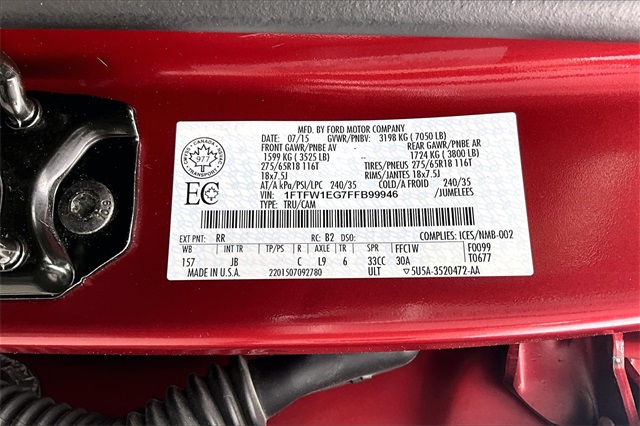 MFG. BY FORD MOTOR COMPANY
DATE: 07/15 GVWR/PNBV: 3198 KG ( 7050 LB)
FRONT GAWR/PNBE AV REAR GAWR/PNBE AR
1599 KG ( 3525 LB) 1724 KG ( 3800 LB)
275/65R18 116T TIRES/PNEUS 275/65R18 116T
18x7.5J RIMS/JANTES 18x7.5J
AT/A kPa/PSI/LPC 240/35 COLD/A FROID 240/35
VIN: 1FTFW1EG7FFB99946 /JUMELEES
TYPE: TRU/CAM
CANADA
977
EC
EXT PNT: RR RC: B2 DSO: COMPLIES: ICES/NMB-002
WB INT TR TP/PS R AXLE TR SPR FFC1W F0099
157 JB C L9 6 33CC 30A T0677
MADE IN U.S.A. 2201507092780 ULT 5U5A-3520472-AA